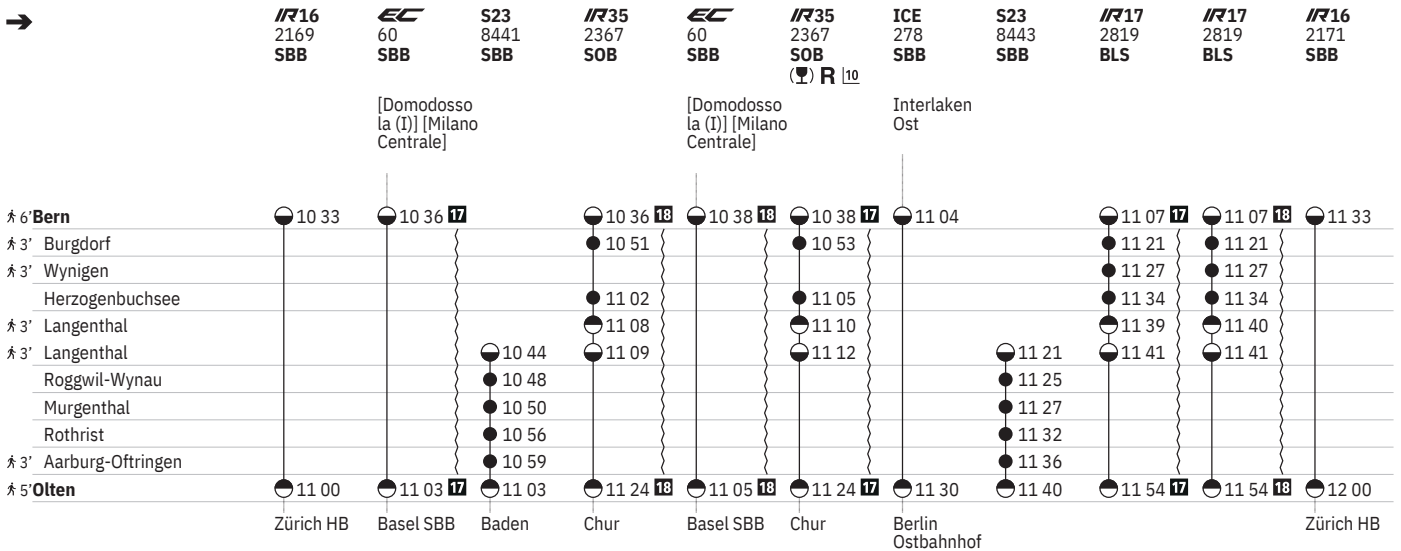 ➔ IR16 EC S23 IR35 EC IR35 ICE S23 IR17 IR17 IR16
2169 60 8441 2367 60 2367 278 8443 2819 2819 2171
SBB SBB SBB SOB SBB SOB SBB SBB BLS BLS SBB
R 10
[Domodosso [Domodosso Interlaken
la (I)] [Milano la (I)] [Milano Ost
Centrale] Centrale]
6’ Bern 10 33 10 36 17 10 36 18 10 38 18 10 38 17 11 04 11 07 17 11 07 18 11 33
3’ Burgdorf 10 51 10 53 11 21 11 21
3’ Wynigen 11 27 11 27
Herzogenbuchsee 11 02 11 05 11 34 11 34
3’ Langenthal 11 08 11 10 11 39 11 40
3’ Langenthal 10 44 11 09 11 12 11 21 11 41 11 41
Roggwil-Wynau 10 48 11 25
Murgenthal 10 50 11 27
Rothrist 10 56 11 32
3’ Aarburg-Oftringen 10 59 11 36
5’ Olten 11 00 11 03 17 11 03 11 24 18 11 05 18 11 24 17 11 30 11 40 11 54 17 11 54 18 12 00
Zürich HB Basel SBB Baden Chur Basel SBB Chur Berlin Zürich HB
Ostbahnhof